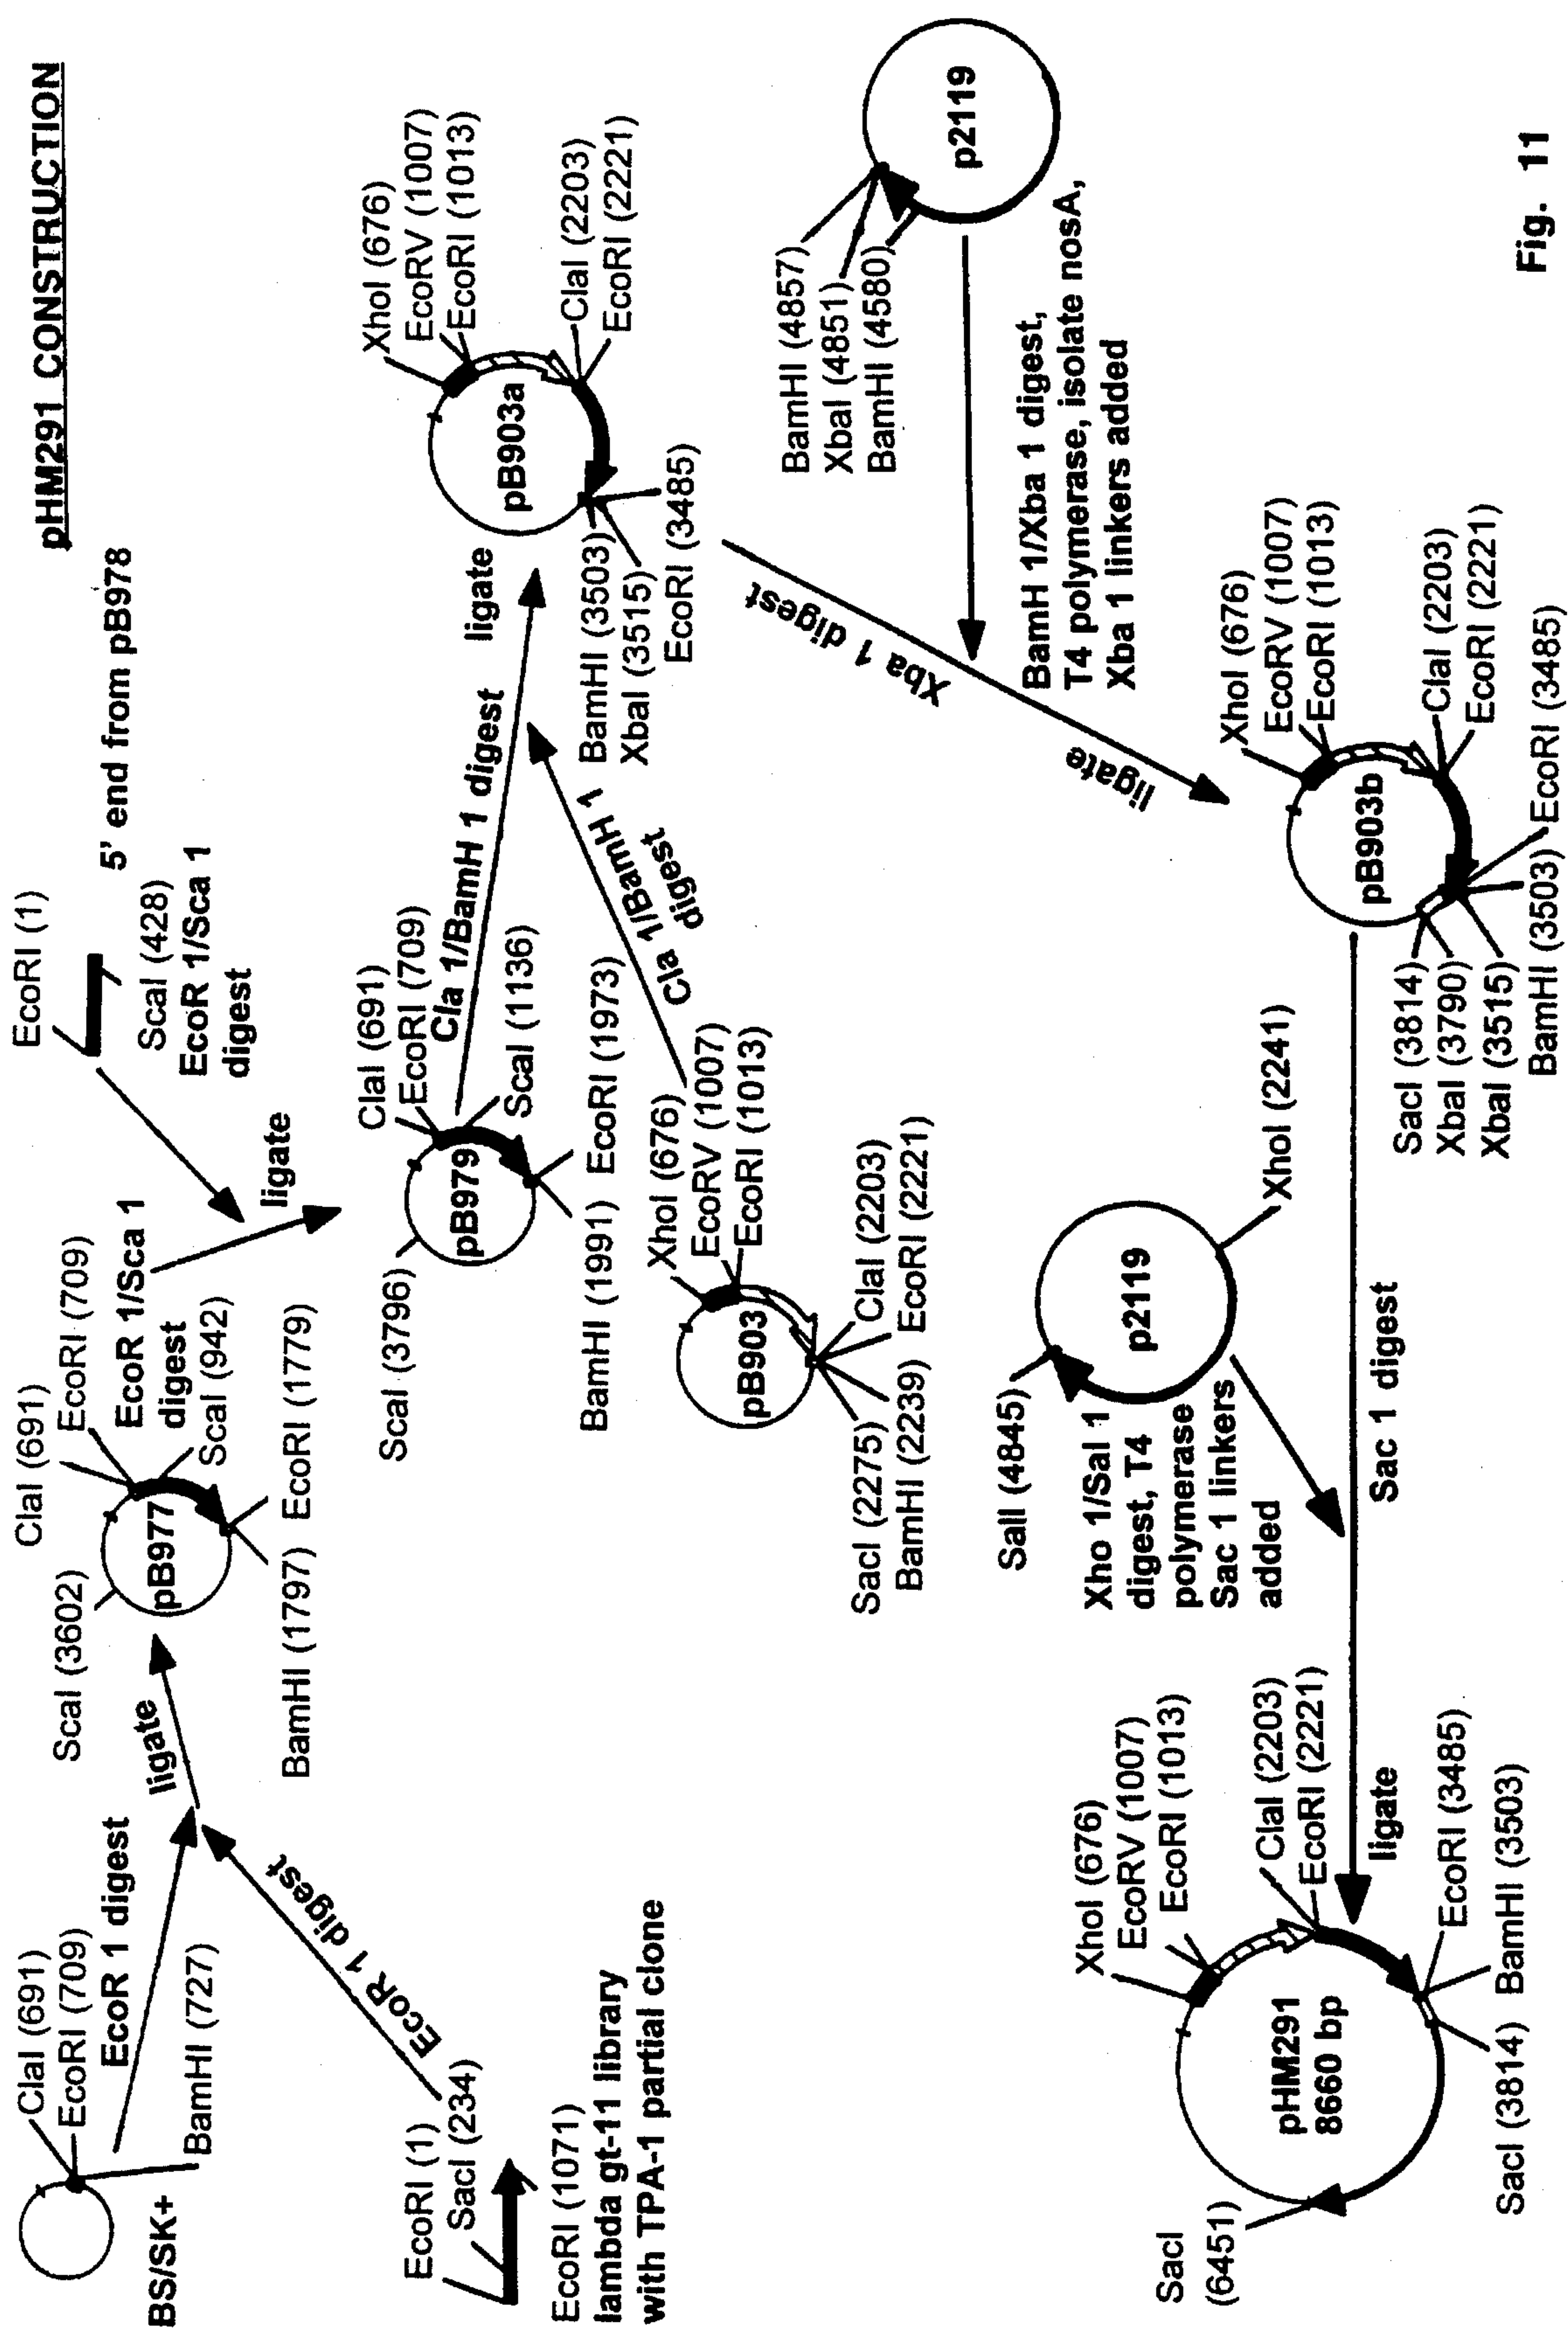 pHM291 CONSTRUCTION
BS/SK+
ClaI (691)
EcoRI (709)
EcoR 1 digest
BamHI (727)
EcoRI (1)
SacI (234)
EcoR 1 digest
EcoRI (1071)
lambda gt-11 library
with TPA-1 partial clone
ligate
ScaI (3602)
ClaI (691)
EcoRI (709)
EcoR 1/Sca 1
digest
ScaI (942)
pB977
BamHI (1797)
EcoRI (1779)
EcoRI (1)
5' end from pB978
ScaI (428)
EcoR 1/Sca 1
digest
ligate
ScaI (3796)
ClaI (691)
EcoRI (709)
ScaI (1136)
pB979
BamHI (1991)
EcoRI (1973)
Cla 1/BamH 1 digest
ligate
XhoI (676)
EcoRV (1007)
EcoRI (1013)
pB903
ClaI (2203)
EcoRI (2221)
SacI (2275)
BamHI (2239)
Cla 1/BamH 1
digest
XhoI (676)
EcoRV (1007)
EcoRI (1013)
pB903a
ClaI (2203)
EcoRI (2221)
BamHI (3503)
XbaI (3515)
EcoRI (3485)
Xba 1 digest
ligate
BamHI (4857)
XbaI (4851)
BamHI (4580)
p2119
BamH 1/Xba 1 digest,
T4 polymerase, isolate nosA,
Xba 1 linkers added
XhoI (676)
EcoRV (1007)
EcoRI (1013)
pB903b
ClaI (2203)
EcoRI (2221)
SacI (3814)
XbaI (3790)
XbaI (3515)
BamHI (3503)
EcoRI (3485)
SalI (4845)
p2119
XhoI (2241)
Xho 1/Sal 1
digest, T4
polymerase
Sac 1 linkers
added
Sac 1 digest
ligate
XhoI (676)
EcoRV (1007)
EcoRI (1013)
pHM291
8660 bp
ClaI (2203)
EcoRI (2221)
EcoRI (3485)
BamHI (3503)
SacI (3814)
SacI
(6451)
Fig. 11